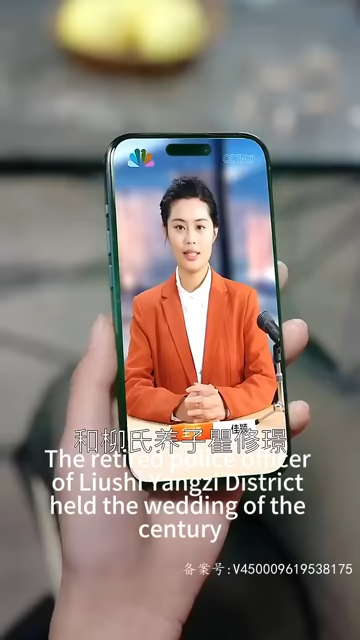 和柳氏养子瞿修璟
The retired police officer
of Liushi Yangzi District
held the wedding of the
century
备案号:V450009619538175